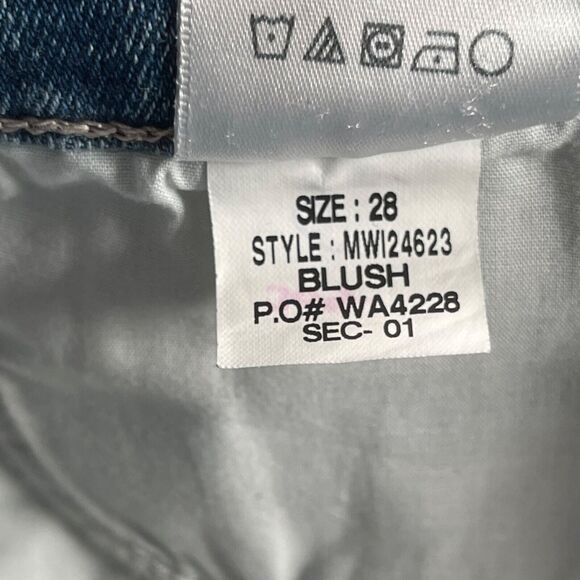 SIZE : 28
STYLE : MWI24623
BLUSH
P.O# WA4228
SEC- 01